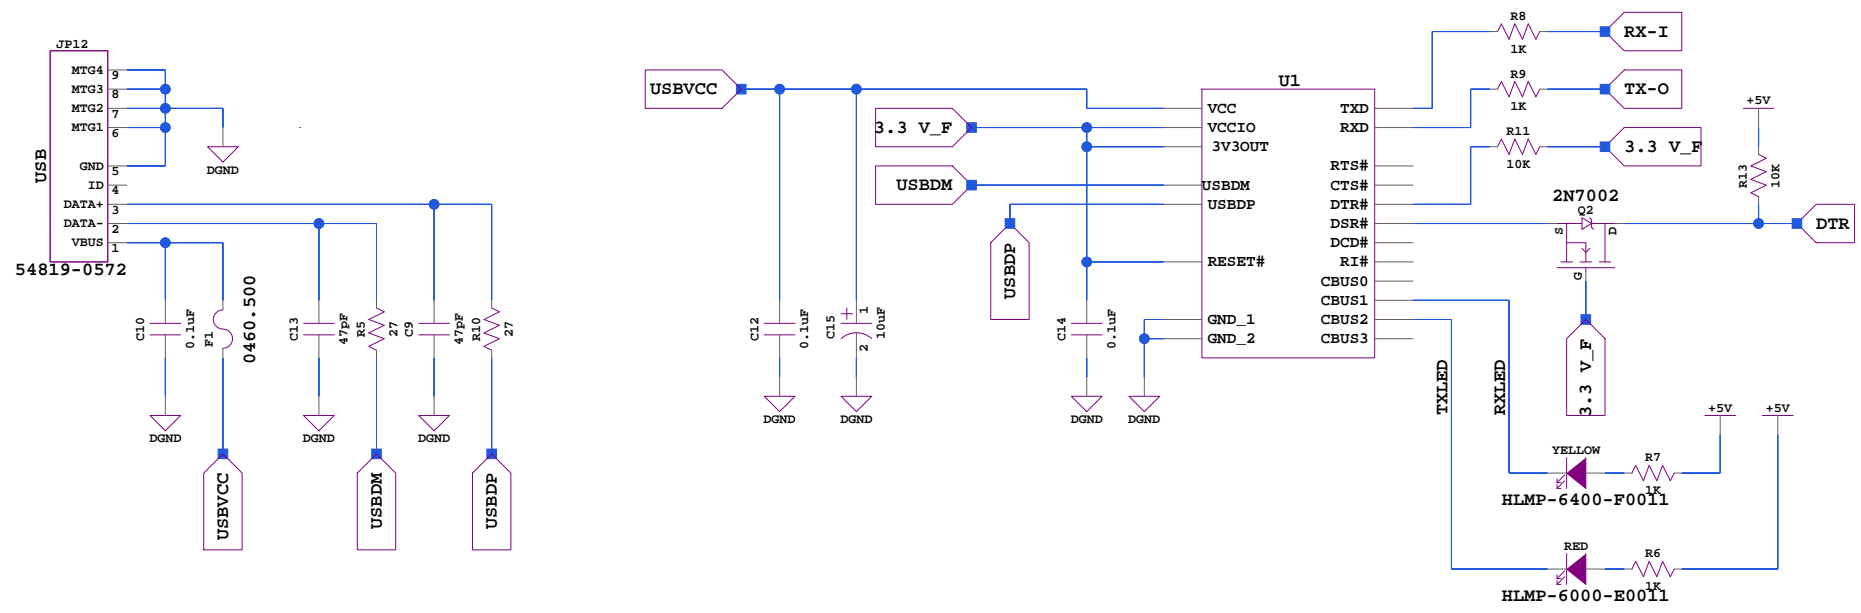 JP12
MTG4
9
MTG3
8
MTG2
7
MTG1
6
GND
5
ID
4
DATA+
3
DATA-
2
VBUS
1
USB
54819-0572
DGND
C10
0.1uF
F1
0460.500
C13
47pF
R5
27
C9
47pF
R10
27
DGND
DGND
DGND
USBVCC
USBDM
USBDP
USBVCC
3.3 V_F
USBDM
USBDP
C12
0.1uF
C15
1
2
10uF
C14
0.1uF
DGND
DGND
DGND
DGND
U1
VCC
VCCIO
3V3OUT
USBDM
USBDP
RESET#
GND_1
GND_2
TXD
RXD
RTS#
CTS#
DTR#
DSR#
DCD#
RI#
CBUS0
CBUS1
CBUS2
CBUS3
R8
1K
RX-I
R9
1K
TX-O
R11
10K
3.3 V_F
+5V
R13
10K
2N7002
Q2
S
D
G
DTR
3.3 V_F
TXLED
RXLED
+5V
+5V
YELLOW
R7
1K
HLMP-6400-F0011
RED
R6
1K
HLMP-6000-E0011